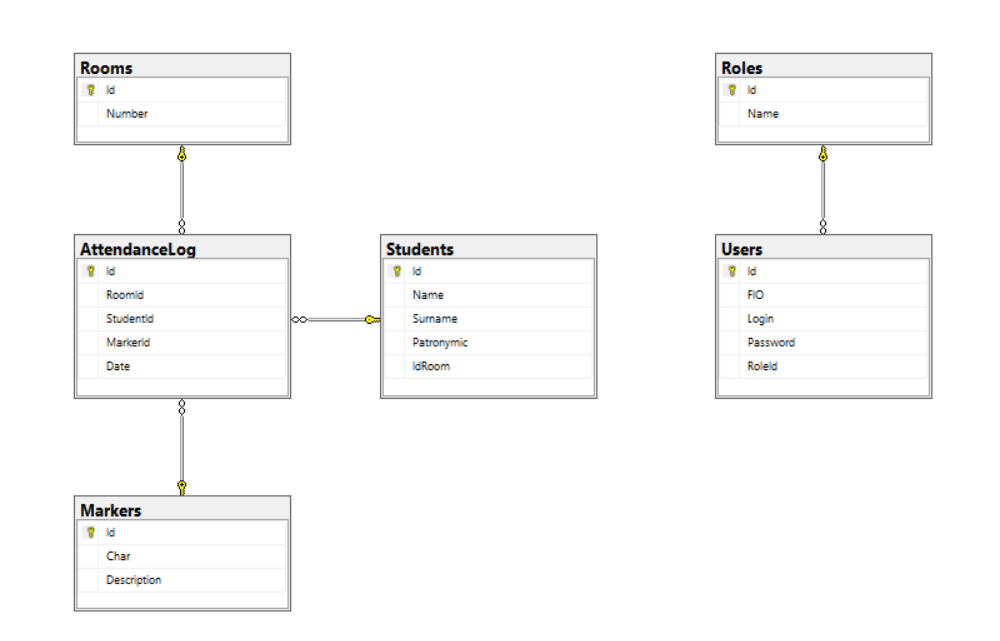 Rooms
Id
Number
Roles
Id
Name
AttendanceLog
Id
RoomId
StudentId
MarkerId
Date
Students
Id
Name
Surname
Patronymic
IdRoom
Users
Id
FIO
Login
Password
RoleId
Markers
Id
Char
Description